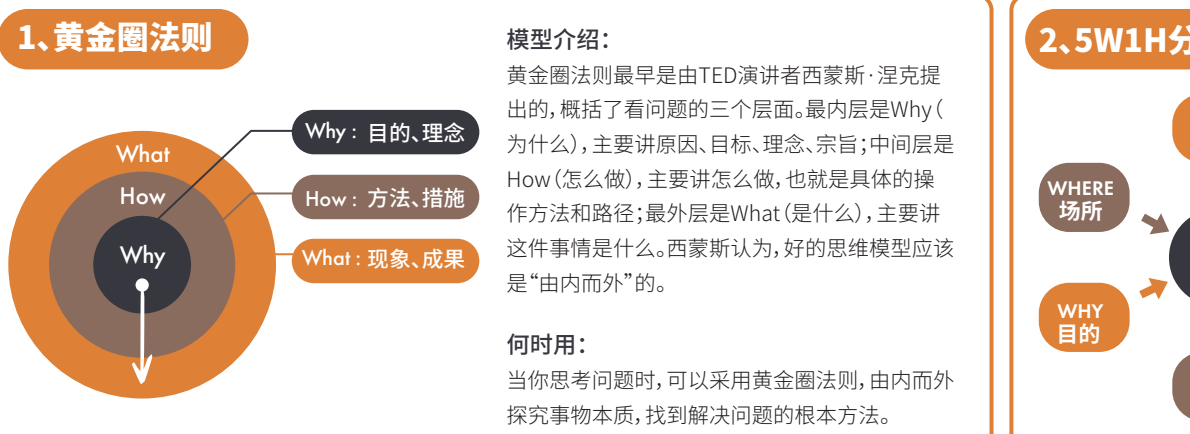 1、黄金圈法则
What
How
Why
Why：目的、理念
How：方法、措施
What：现象、成果
模型介绍：
黄金圈法则最早是由TED演讲者西蒙斯·涅克提
出的，概括了看问题的三个层面。最内层是Why（
为什么），主要讲原因、目标、理念、宗旨；中间层是
How（怎么做），主要讲怎么做，也就是具体的操
作方法和路径；最外层是What（是什么），主要讲
这件事情是什么。西蒙斯认为，好的思维模型应该
是“由内而外”的。
何时用：
当你思考问题时，可以采用黄金圈法则，由内而外
探究事物本质，找到解决问题的根本方法。
2、5W1H分
WHERE
场所
WHY
目的